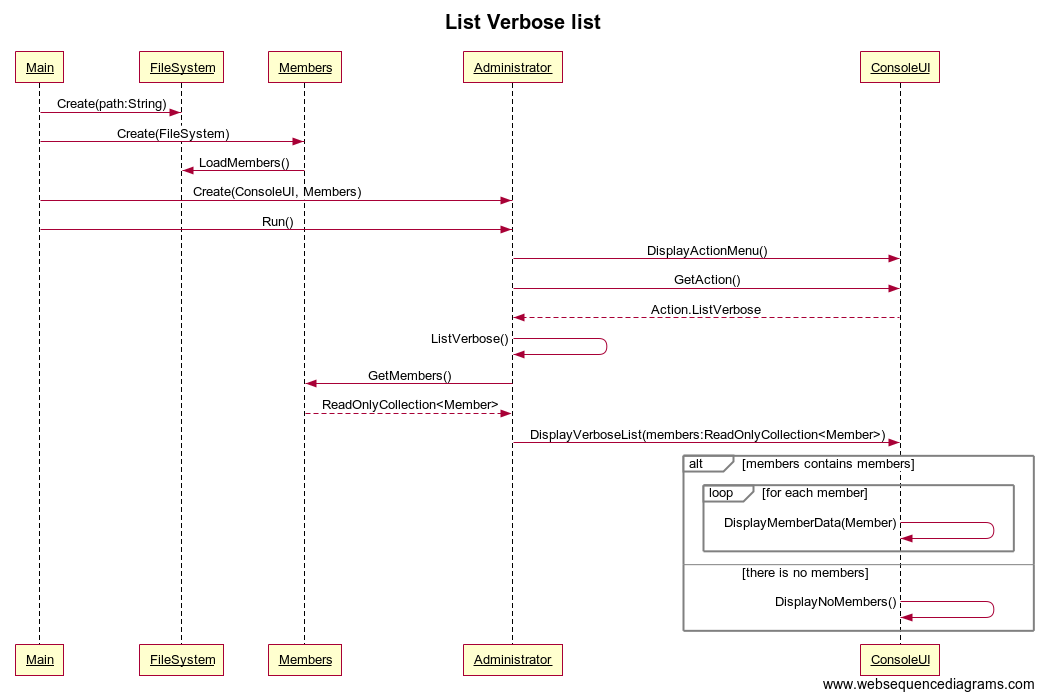 List Verbose list
Main FileSystem Members Administrator ConsoleUI
Create(path:String)
Create(FileSystem)
LoadMembers()
Create(ConsoleUI, Members)
Run()
DisplayActionMenu()
GetAction()
Action.ListVerbose
ListVerbose()
GetMembers()
ReadOnlyCollection<Member>
DisplayVerboseList(members:ReadOnlyCollection<Member>)
alt [members contains members]
loop [for each member]
DisplayMemberData(Member)
[there is no members]
DisplayNoMembers()
Main FileSystem Members Administrator ConsoleUI
www.websequencediagrams.com